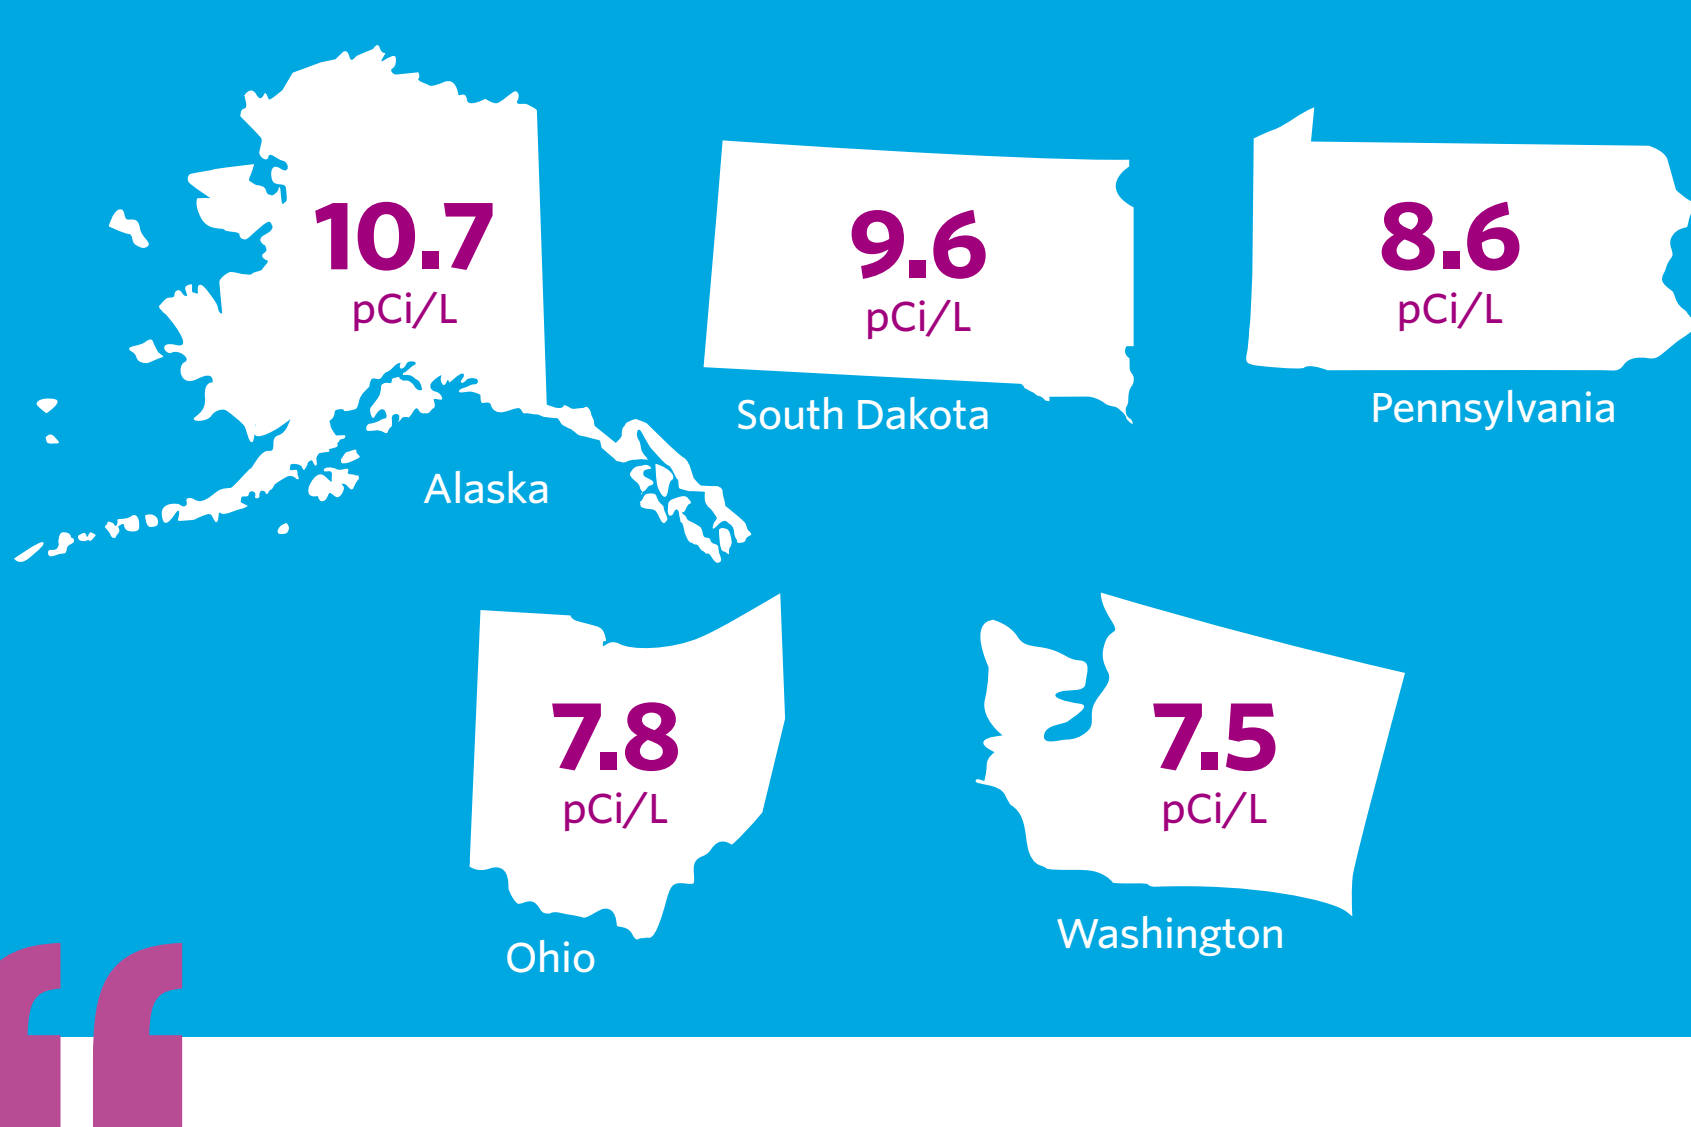 10.7
pCi/L
Alaska
9.6
pCi/L
South Dakota
8.6
pCi/L
Pennsylvania
7.8
pCi/L
Ohio
7.5
pCi/L
Washington
“